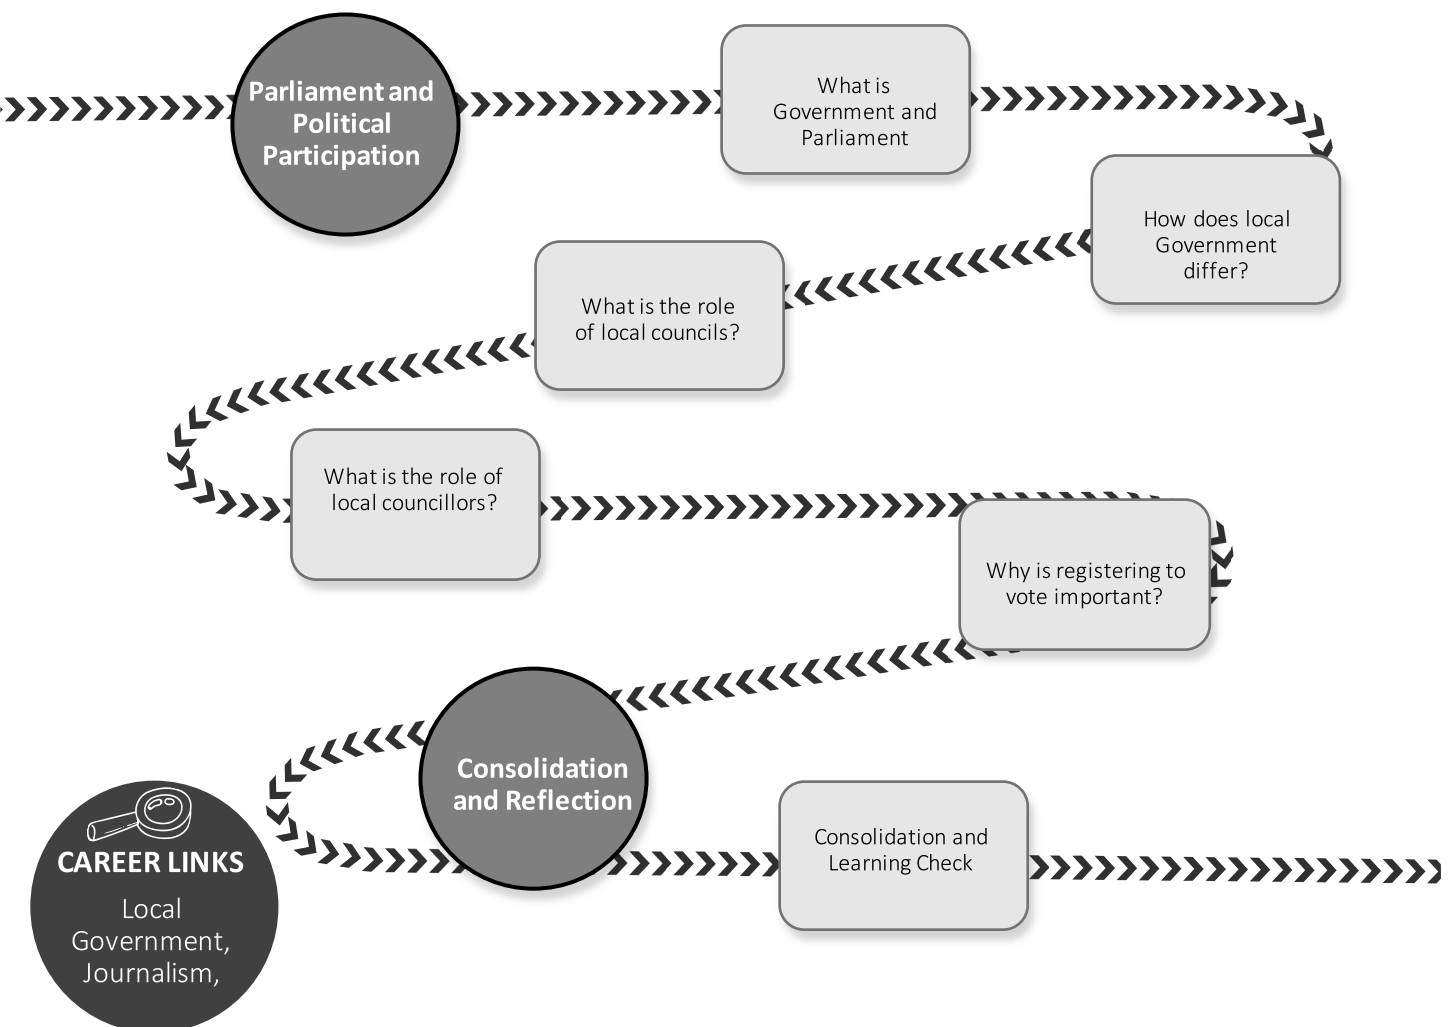 Parliament and
Political
Participation
What is
Government and
Parliament
How does local
Government
differ?
What is the role
of local councils?
What is the role of
local councillors?
Why is registering to
vote important?
Consolidation
and Reflection
Consolidation and
Learning Check
CAREER LINKS
Local
Government,
Journalism,